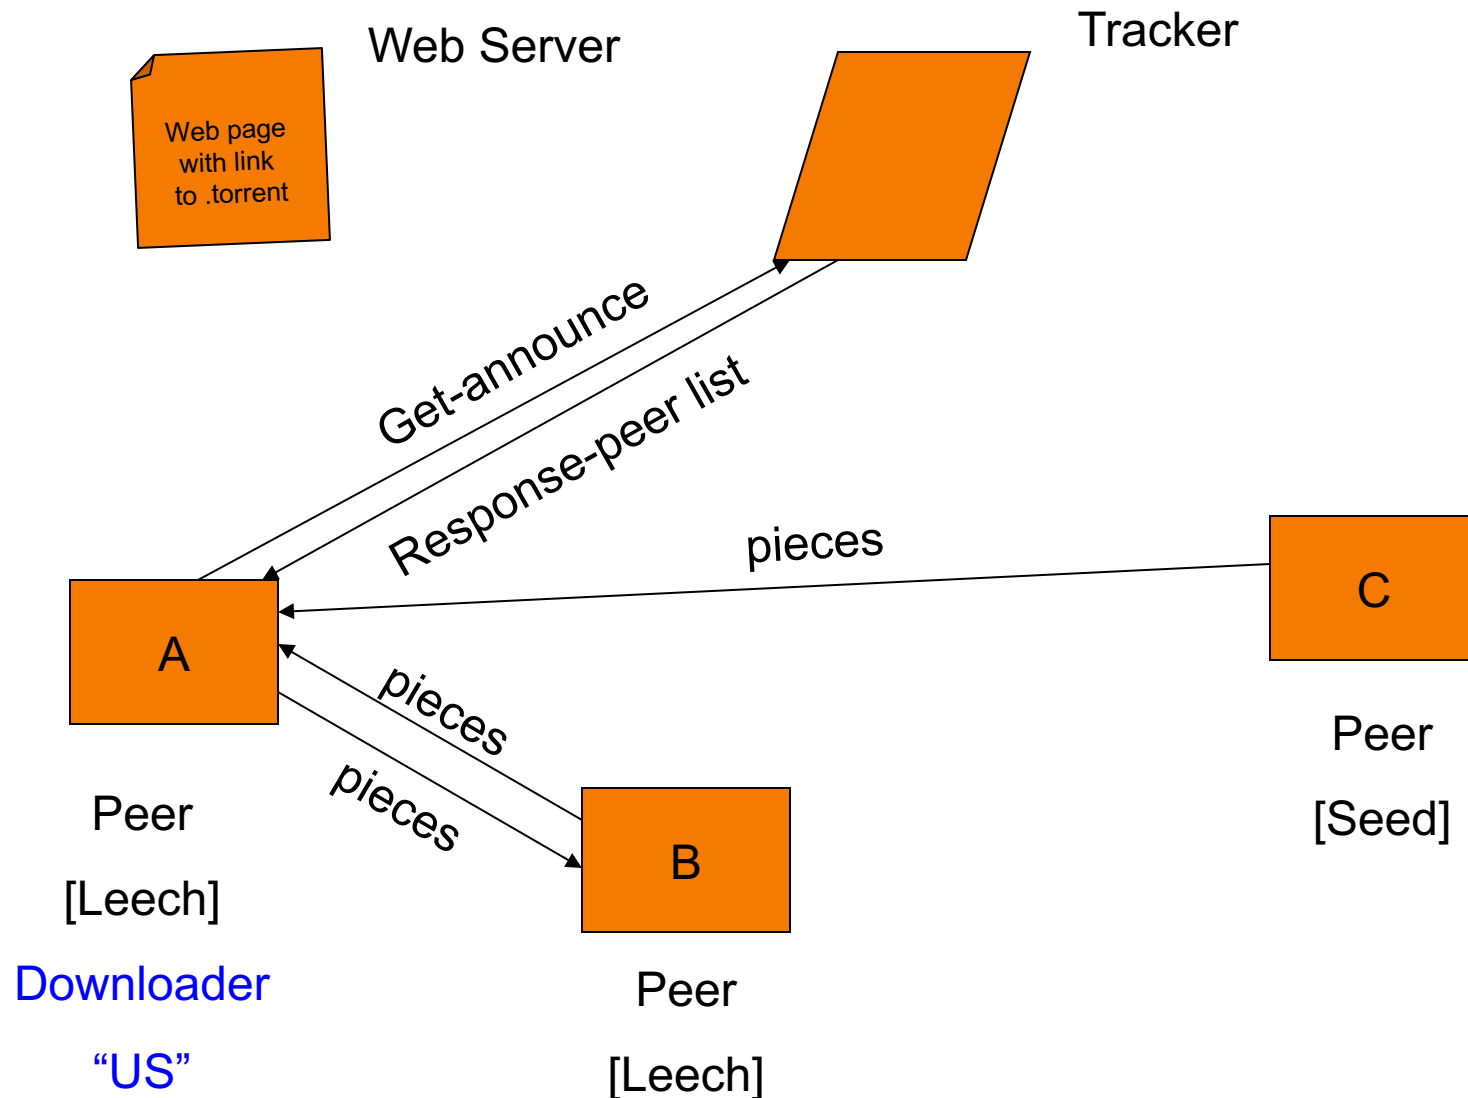 Web Server
Tracker
Web page
with link
to .torrent
Get-announce
Response-peer list
pieces
C
A
pieces
pieces
Peer
[Seed]
Peer
[Leech]
Downloader
“US”
B
Peer
[Leech]